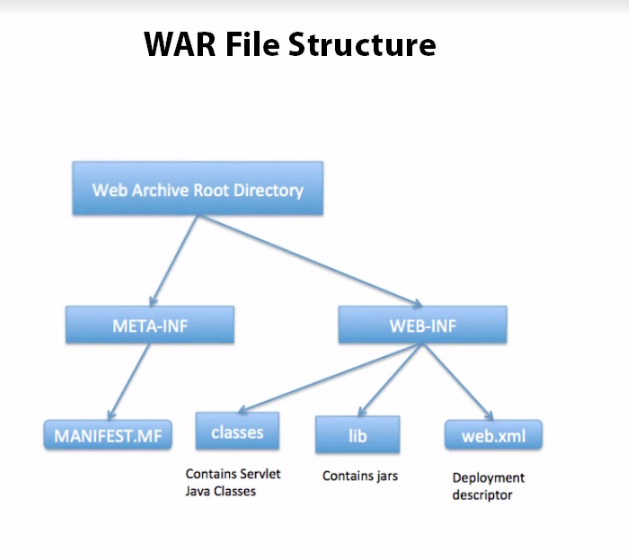 WAR File Structure
Web Archive Root Directory
META-INF
WEB-INF
MANIFEST.MF
classes
lib
web.xml
Contains Servlet
Java Classes
Contains jars
Deployment
descriptor